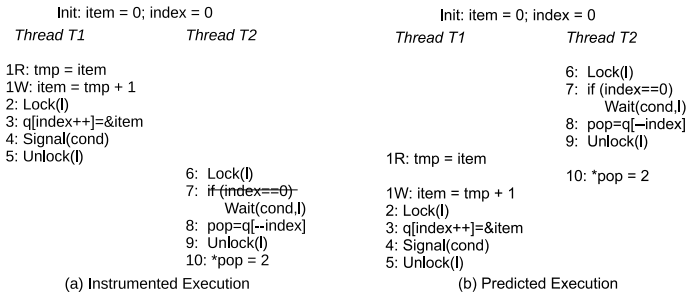 Init: item = 0; index = 0
Thread T1
Thread T2
1R: tmp = item
1W: item = tmp + 1
2: Lock(l)
3: q[index++]=&item
4: Signal(cond)
5: Unlock(l)
6: Lock(l)
7: if (index==0)
Wait(cond,l)
8: pop=q[--index]
9: Unlock(l)
10: *pop = 2
(a) Instrumented Execution
Init: item = 0; index = 0
Thread T1
Thread T2
6: Lock(l)
7: if (index==0)
Wait(cond,l)
8: pop=q[--index]
9: Unlock(l)
1R: tmp = item
10: *pop = 2
1W: item = tmp + 1
2: Lock(l)
3: q[index++]=&item
4: Signal(cond)
5: Unlock(l)
(b) Predicted Execution